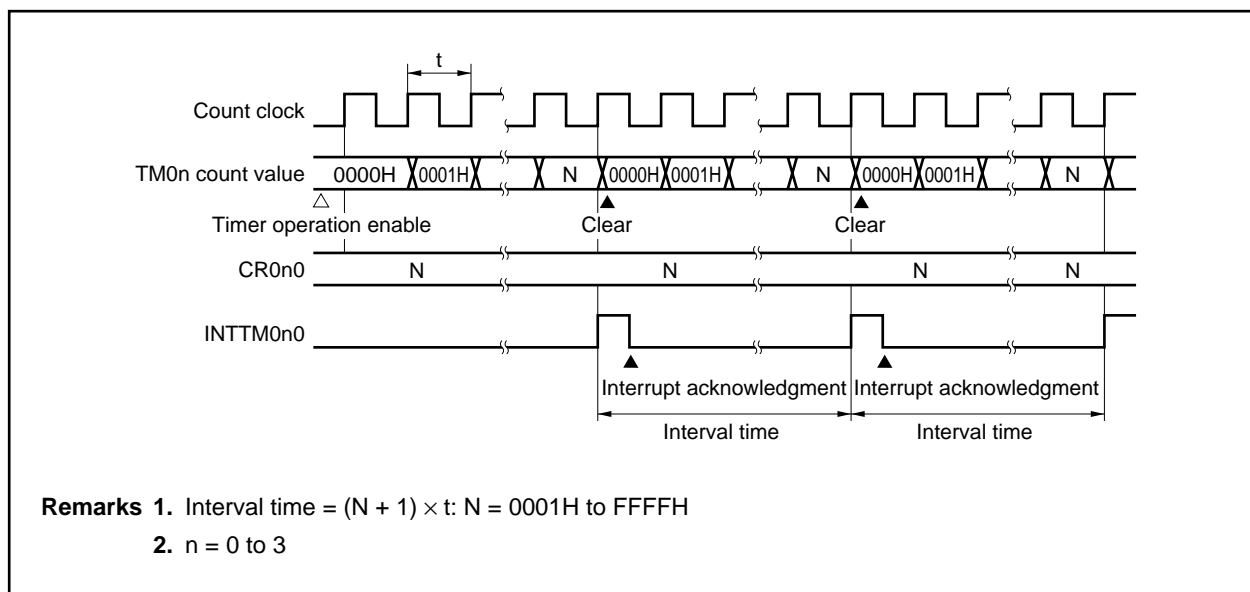 t
Count clock
TM0n count value 0000H 0001H N 0000H 0001H N 0000H 0001H N
Timer operation enable Clear Clear
CR0n0 N N N N
INTTM0n0
Interrupt acknowledgment Interrupt acknowledgment
Interval time Interval time
Remarks 1. Interval time = (N + 1) × t: N = 0001H to FFFFH
2. n = 0 to 3